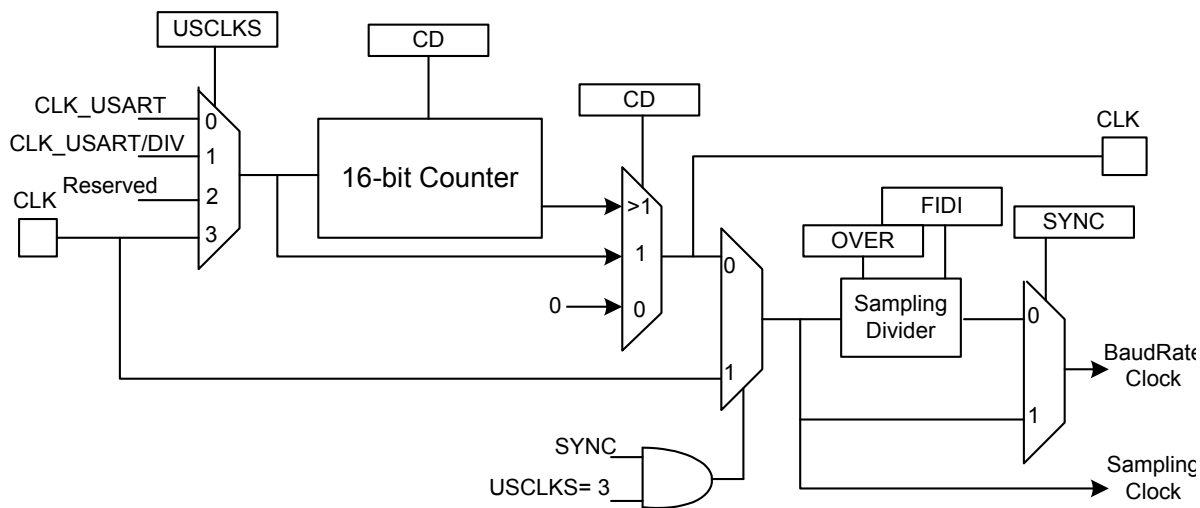 USCLKS
CD
CLK_USART
0
CLK_USART/DIV
1
Reserved
2
CLK
3
16-bit Counter
CD
>1
1
0
0
CLK
FIDI
OVER
SYNC
0
1
Sampling
Divider
0
1
BaudRate
Clock
SYNC
USCLKS= 3
Sampling
Clock